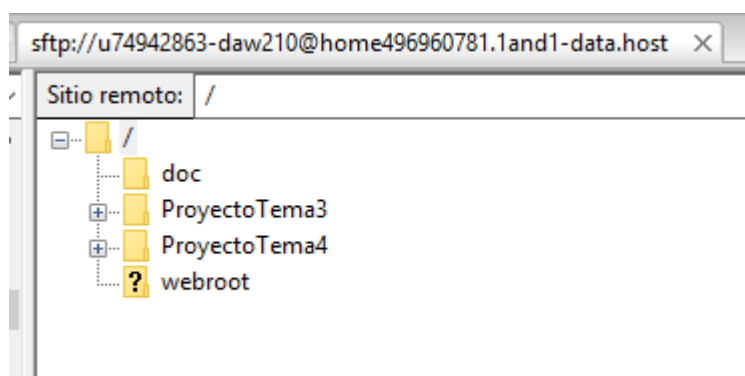 sftp://u74942863-daw210@home496960781.1and1-data.host
Sitio remoto: /
/
doc
ProyectoTema3
ProyectoTema4
? webroot